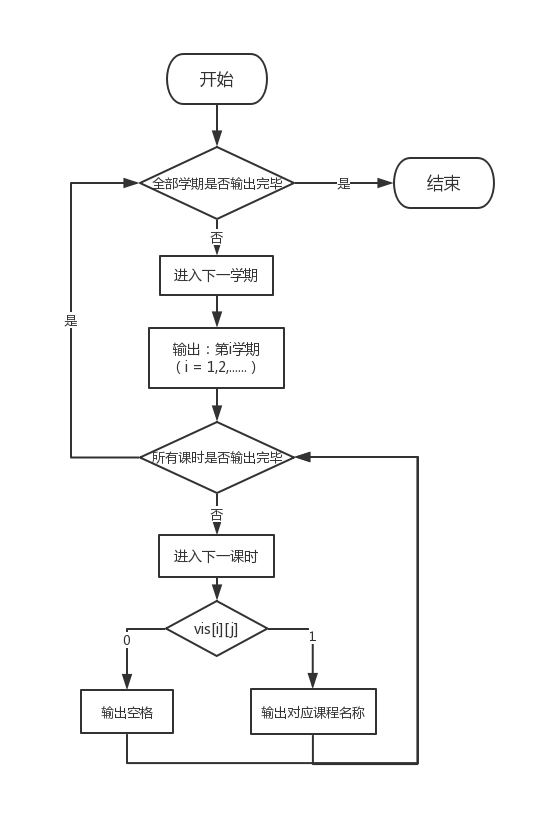 开始
全部学期是否输出完毕
是
结束
否
进入下一学期
输出：第i学期
（ i = 1,2,...... ）
是
所有课时是否输出完毕
否
进入下一课时
vis[i][j]
0
1
输出空格
输出对应课程名称